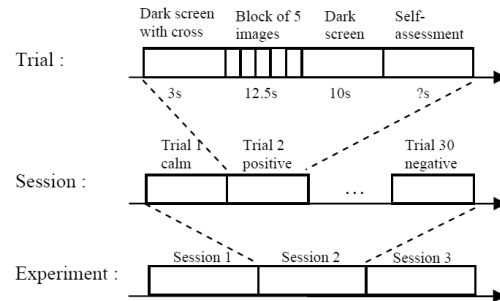 Dark screen with cross
Block of 5 images
Dark screen
Self-assessment
Trial :
3s
12.5s
10s
?s
Trial 1 calm
Trial 2 positive
Trial 30 negative
Session :
...
Session 1
Session 2
Session 3
Experiment :